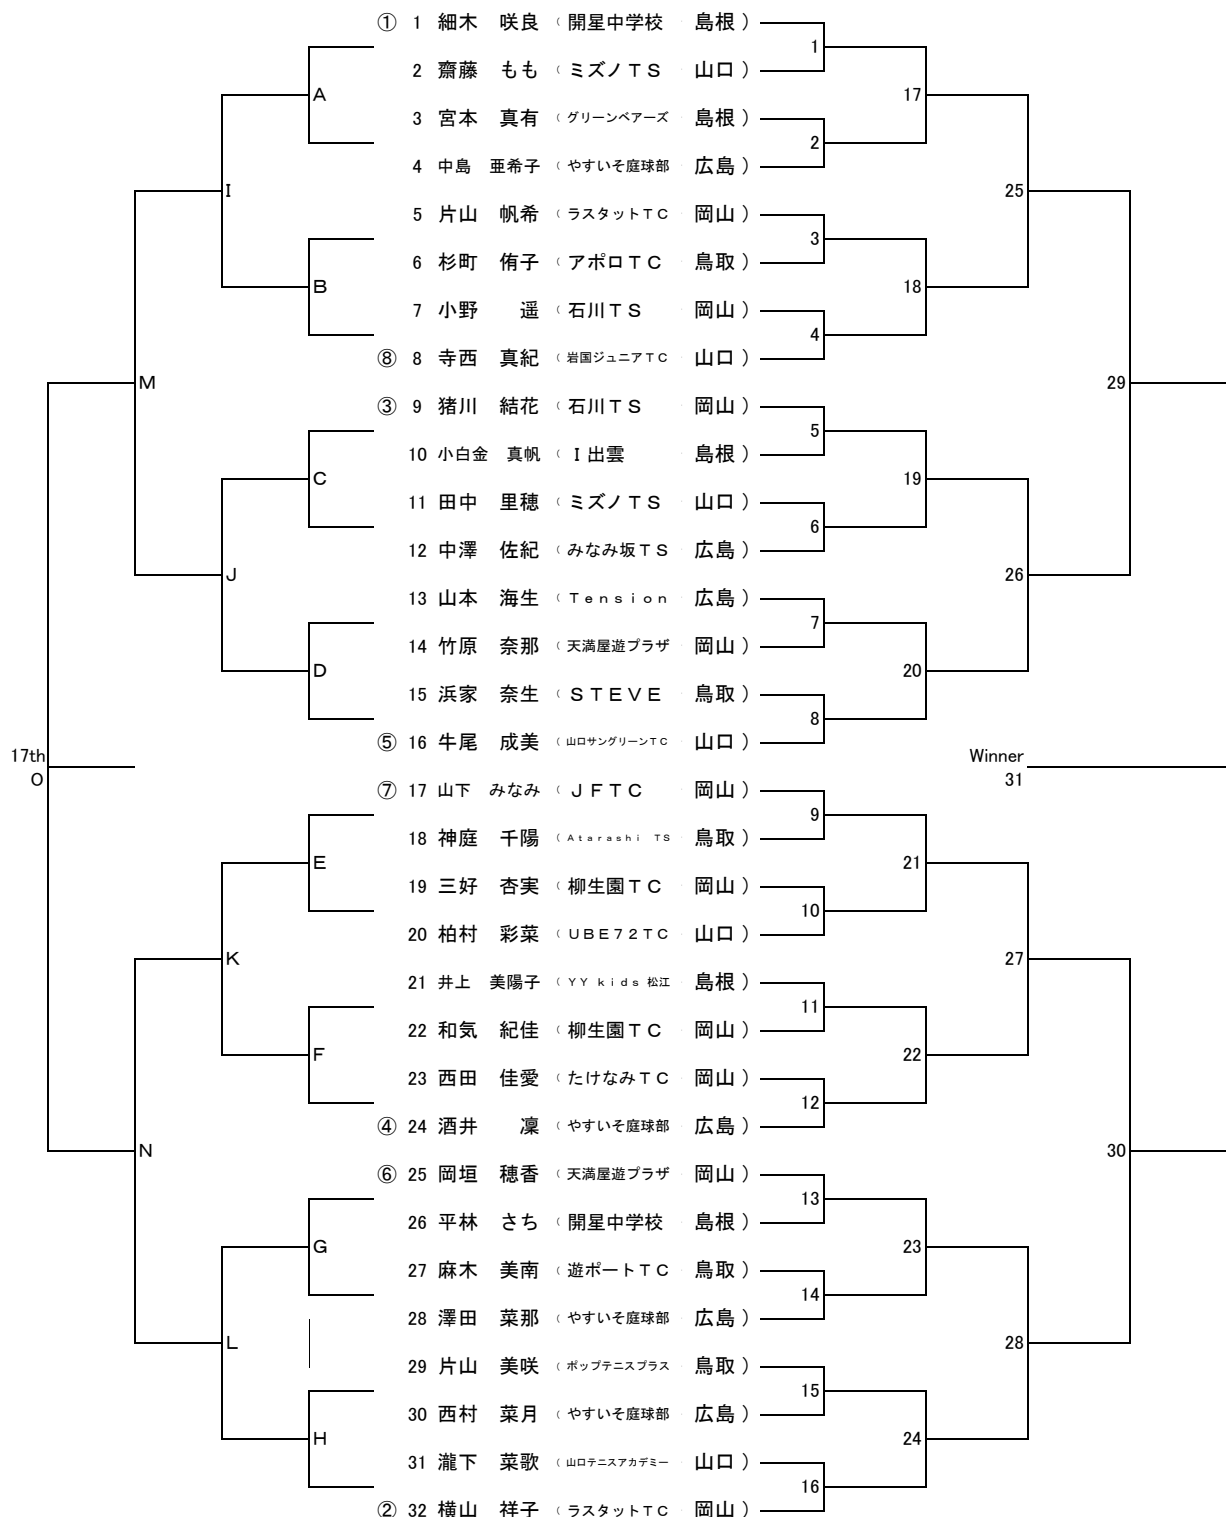 ① 1 細木 咲良 ( 開星中学校 島根 )
1
2 齋藤 もも ( ミズノTS 山口 )
A 17
3 宮本 真有 ( グリーンベアーズ 島根 )
2
4 中島 亜希子 ( やすいそ庭球部 広島 )
I 25
5 片山 帆希 ( ラスタットTC 岡山 )
3
6 杉町 侑子 ( アポロTC 鳥取 )
B 18
7 小野 遥 ( 石川TS 岡山 )
4
⑧ 8 寺西 真紀 ( 岩国ジュニアTC 山口 )
M 29
③ 9 猪川 結花 ( 石川TS 岡山 )
5
10 小白金 真帆 ( I出雲 島根 )
C 19
11 田中 里穂 ( ミズノTS 山口 )
6
12 中澤 佐紀 ( みなみ坂TS 広島 )
J 26
13 山本 海生 ( Tension 広島 )
7
14 竹原 奈那 ( 天満屋遊プラザ 岡山 )
D 20
15 浜家 奈生 ( STEVE 鳥取 )
8
⑤ 16 牛尾 成美 ( 山口サングリーンTC 山口 )
17th Winner
O 31
⑦ 17 山下 みなみ ( JFTC 岡山 )
9
18 神庭 千陽 ( Atarashi TS 鳥取 )
E 21
19 三好 杏実 ( 柳生園TC 岡山 )
10
20 柏村 彩菜 ( UBE72TC 山口 )
K 27
21 井上 美陽子 ( YY kids 松江 島根 )
11
22 和気 紀佳 ( 柳生園TC 岡山 )
F 22
23 西田 佳愛 ( たけなみTC 岡山 )
12
④ 24 酒井 凜 ( やすいそ庭球部 広島 )
N 30
⑥ 25 岡垣 穂香 ( 天満屋遊プラザ 岡山 )
13
26 平林 さち ( 開星中学校 島根 )
G 23
27 麻木 美南 ( 遊ポートTC 鳥取 )
14
28 澤田 菜那 ( やすいそ庭球部 広島 )
L 28
29 片山 美咲 ( ポップテニスプラス 鳥取 )
15
30 西村 菜月 ( やすいそ庭球部 広島 )
H 24
31 瀧下 菜歌 ( 山口テニスアカデミー 山口 )
16
② 32 横山 祥子 ( ラスタットTC 岡山 )